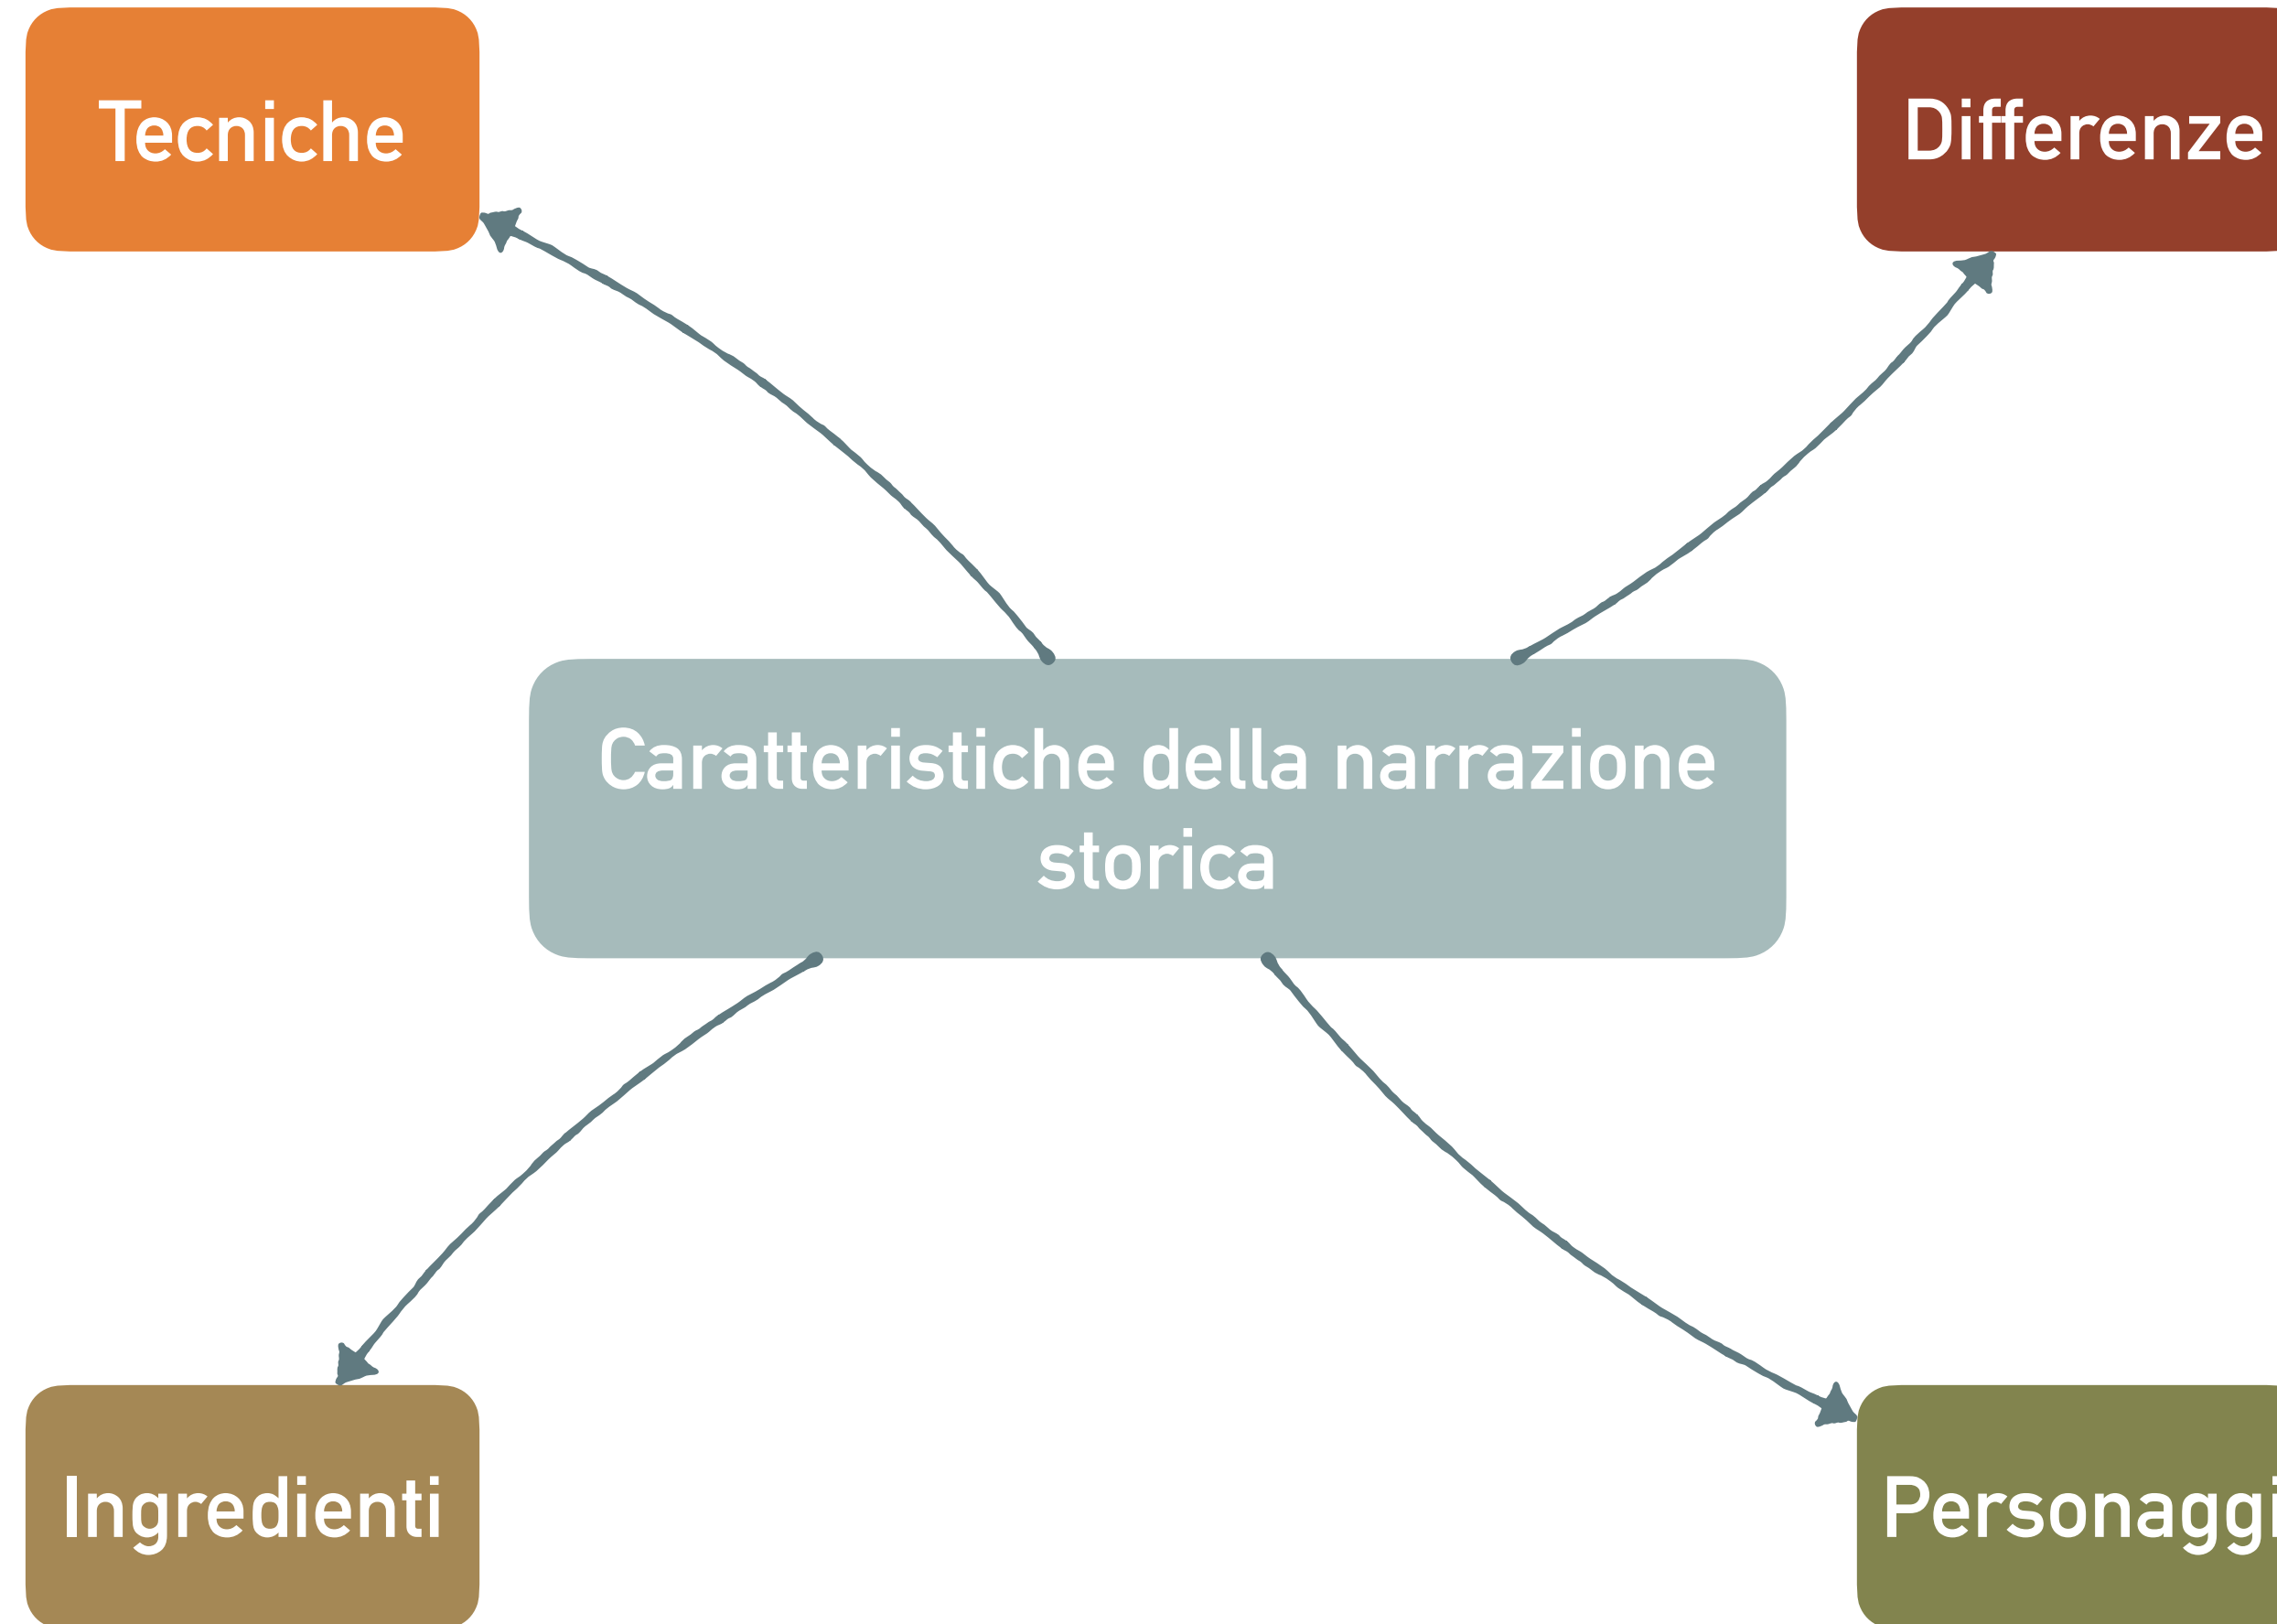 Tecniche
Differenze
Caratteristiche della narrazione
storica
Ingredienti
Personaggi